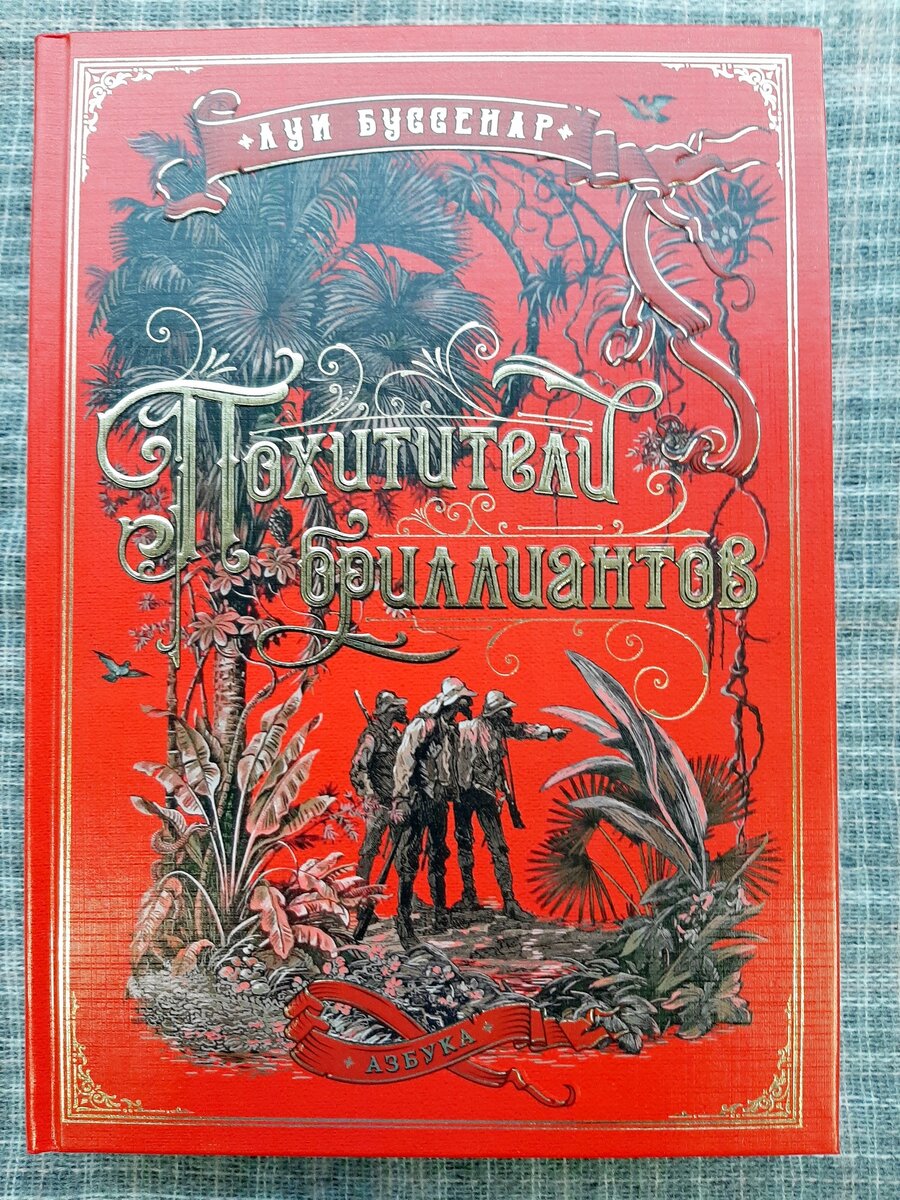 ЛУИ БУССЕНАР
Похитители
бриллиантов
АЗБУКА